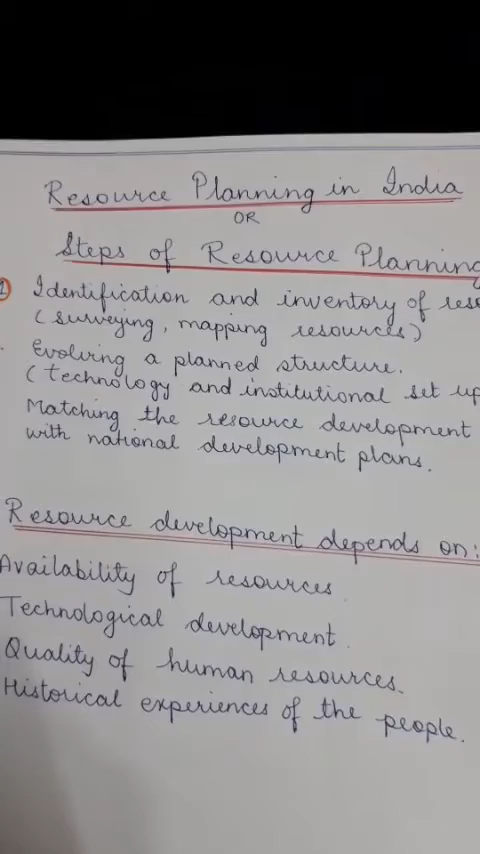 Resource Planning in India
OR
Steps of Resource Planning
1 Identification and inventory of
(surveying, mapping resources)
Evolving a planned structure.
(technology and institutional set up
Matching the resource development
with national development plans.
Resource development depends on:
Availability of resources
Technological development.
Quality of human resources.
Historical experiences of the people.